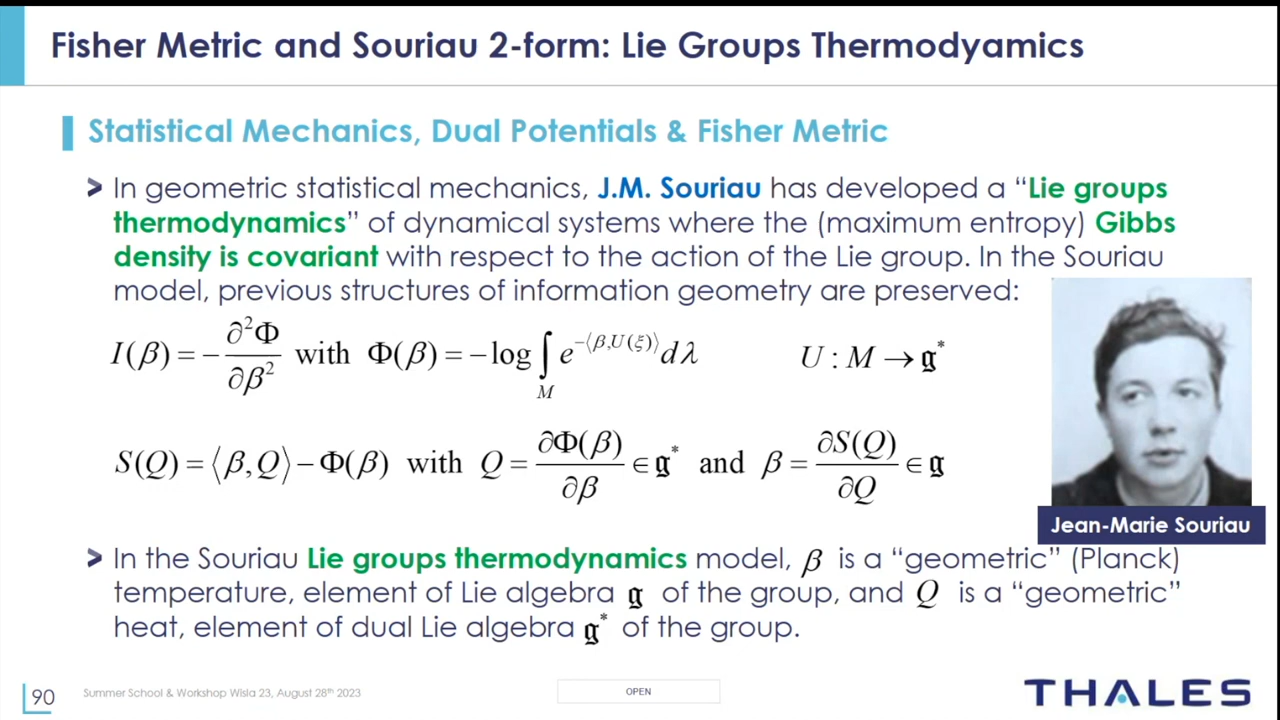 Fisher Metric and Souriau 2-form: Lie Groups Thermodyamics
Statistical Mechanics, Dual Potentials & Fisher Metric
In geometric statistical mechanics, J.M. Souriau has developed a “Lie groups
thermodynamics” of dynamical systems where the (maximum entropy) Gibbs
density is covariant with respect to the action of the Lie group. In the Souriau
model, previous structures of information geometry are preserved:
I(β) = −∂²Φ/∂β² with Φ(β) = −log ∫_M e^{−⟨β,U(ξ)⟩} dλ   U : M → 𝔤*
S(Q) = ⟨β,Q⟩ − Φ(β) with Q = ∂Φ(β)/∂β ∈ 𝔤* and β = ∂S(Q)/∂Q ∈ 𝔤
Jean-Marie Souriau
In the Souriau Lie groups thermodynamics model, β is a “geometric” (Planck)
temperature, element of Lie algebra 𝔤 of the group, and Q is a “geometric”
heat, element of dual Lie algebra 𝔤* of the group.
90
Summer School & Workshop Wisla 23, August 28th 2023
OPEN
THALES